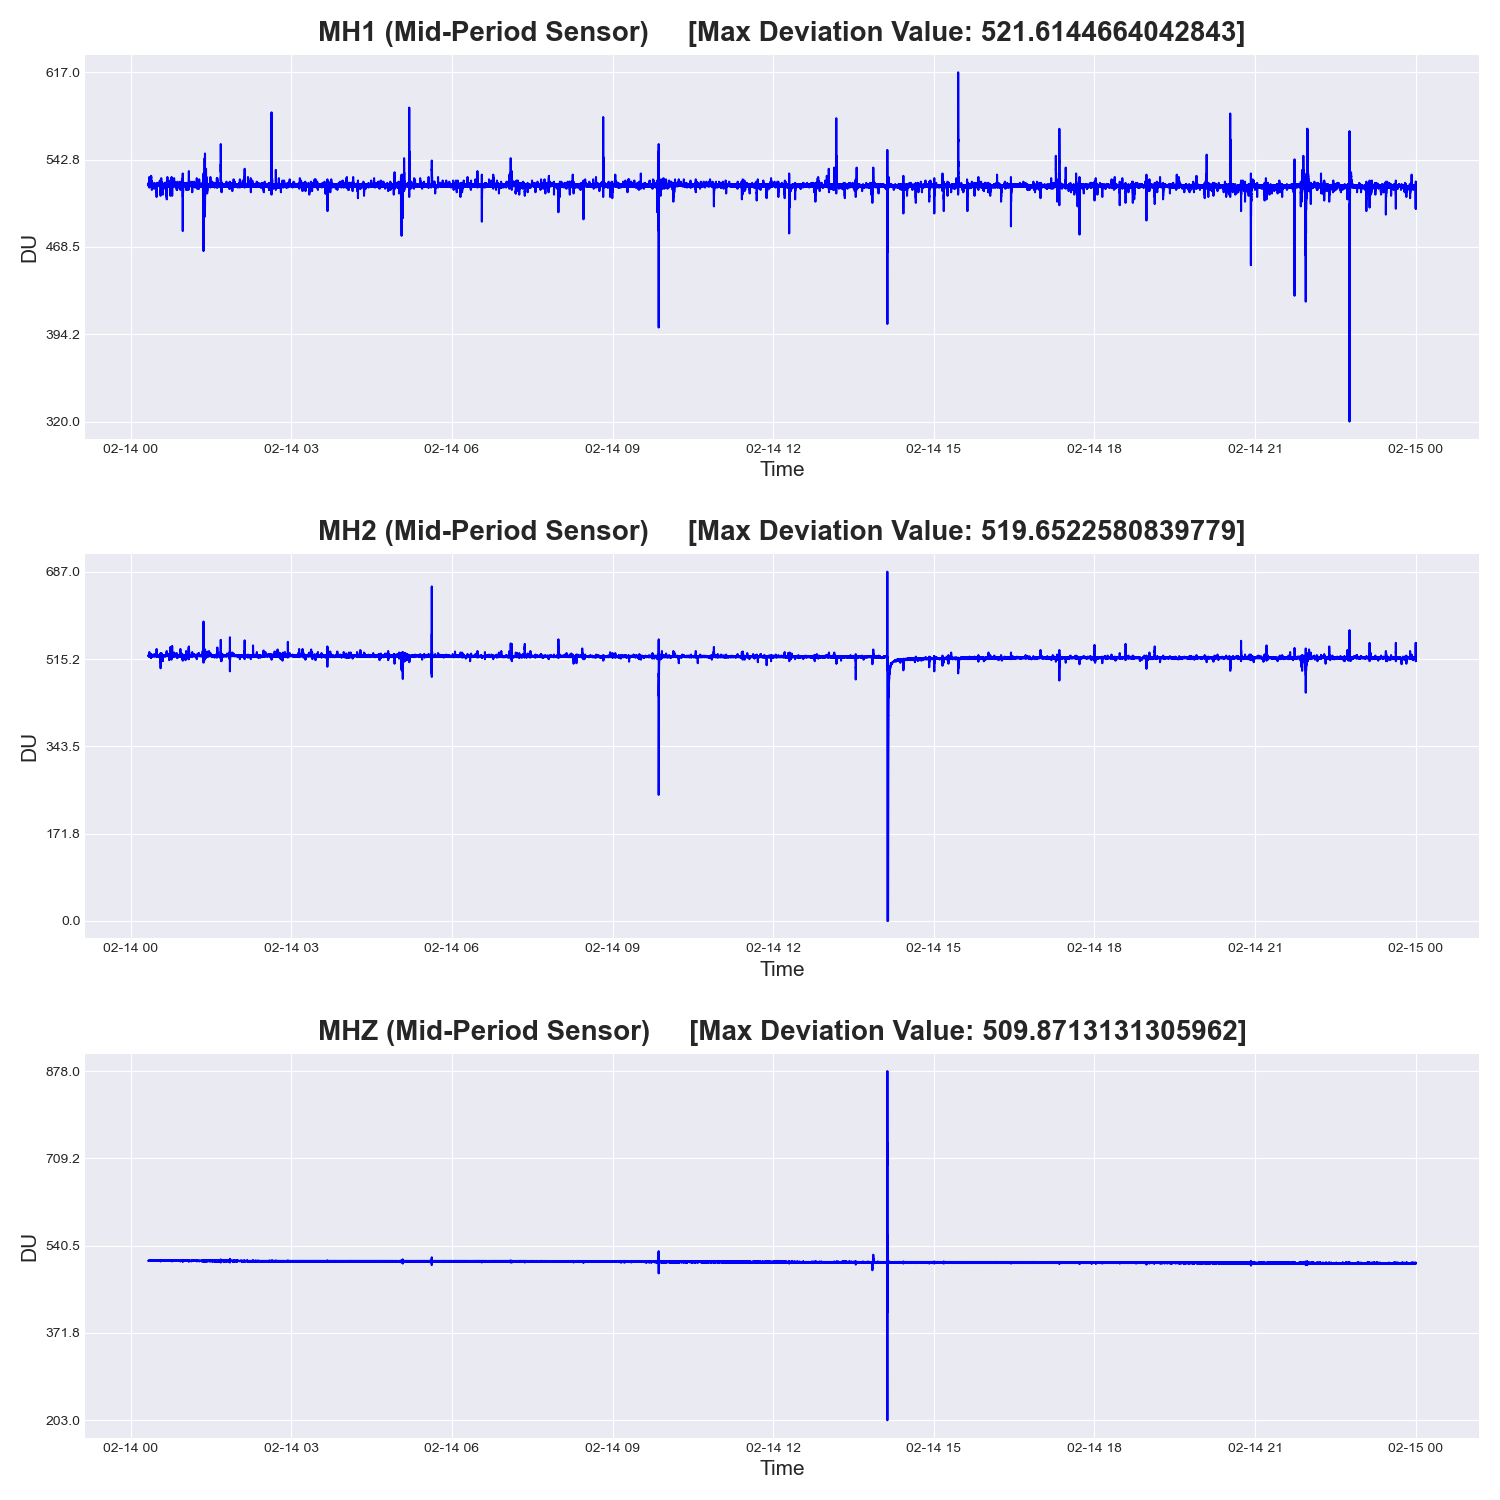 MH1 (Mid-Period Sensor) [Max Deviation Value: 521.6144664042843]
617.0
542.8
468.5
394.2
320.0
DU
02-14 00 02-14 03 02-14 06 02-14 09 02-14 12 02-14 15 02-14 18 02-14 21 02-15 00
Time
MH2 (Mid-Period Sensor) [Max Deviation Value: 519.6522580839779]
687.0
515.2
343.5
171.8
0.0
DU
02-14 00 02-14 03 02-14 06 02-14 09 02-14 12 02-14 15 02-14 18 02-14 21 02-15 00
Time
MHZ (Mid-Period Sensor) [Max Deviation Value: 509.8713131305962]
878.0
709.2
540.5
371.8
203.0
DU
02-14 00 02-14 03 02-14 06 02-14 09 02-14 12 02-14 15 02-14 18 02-14 21 02-15 00
Time